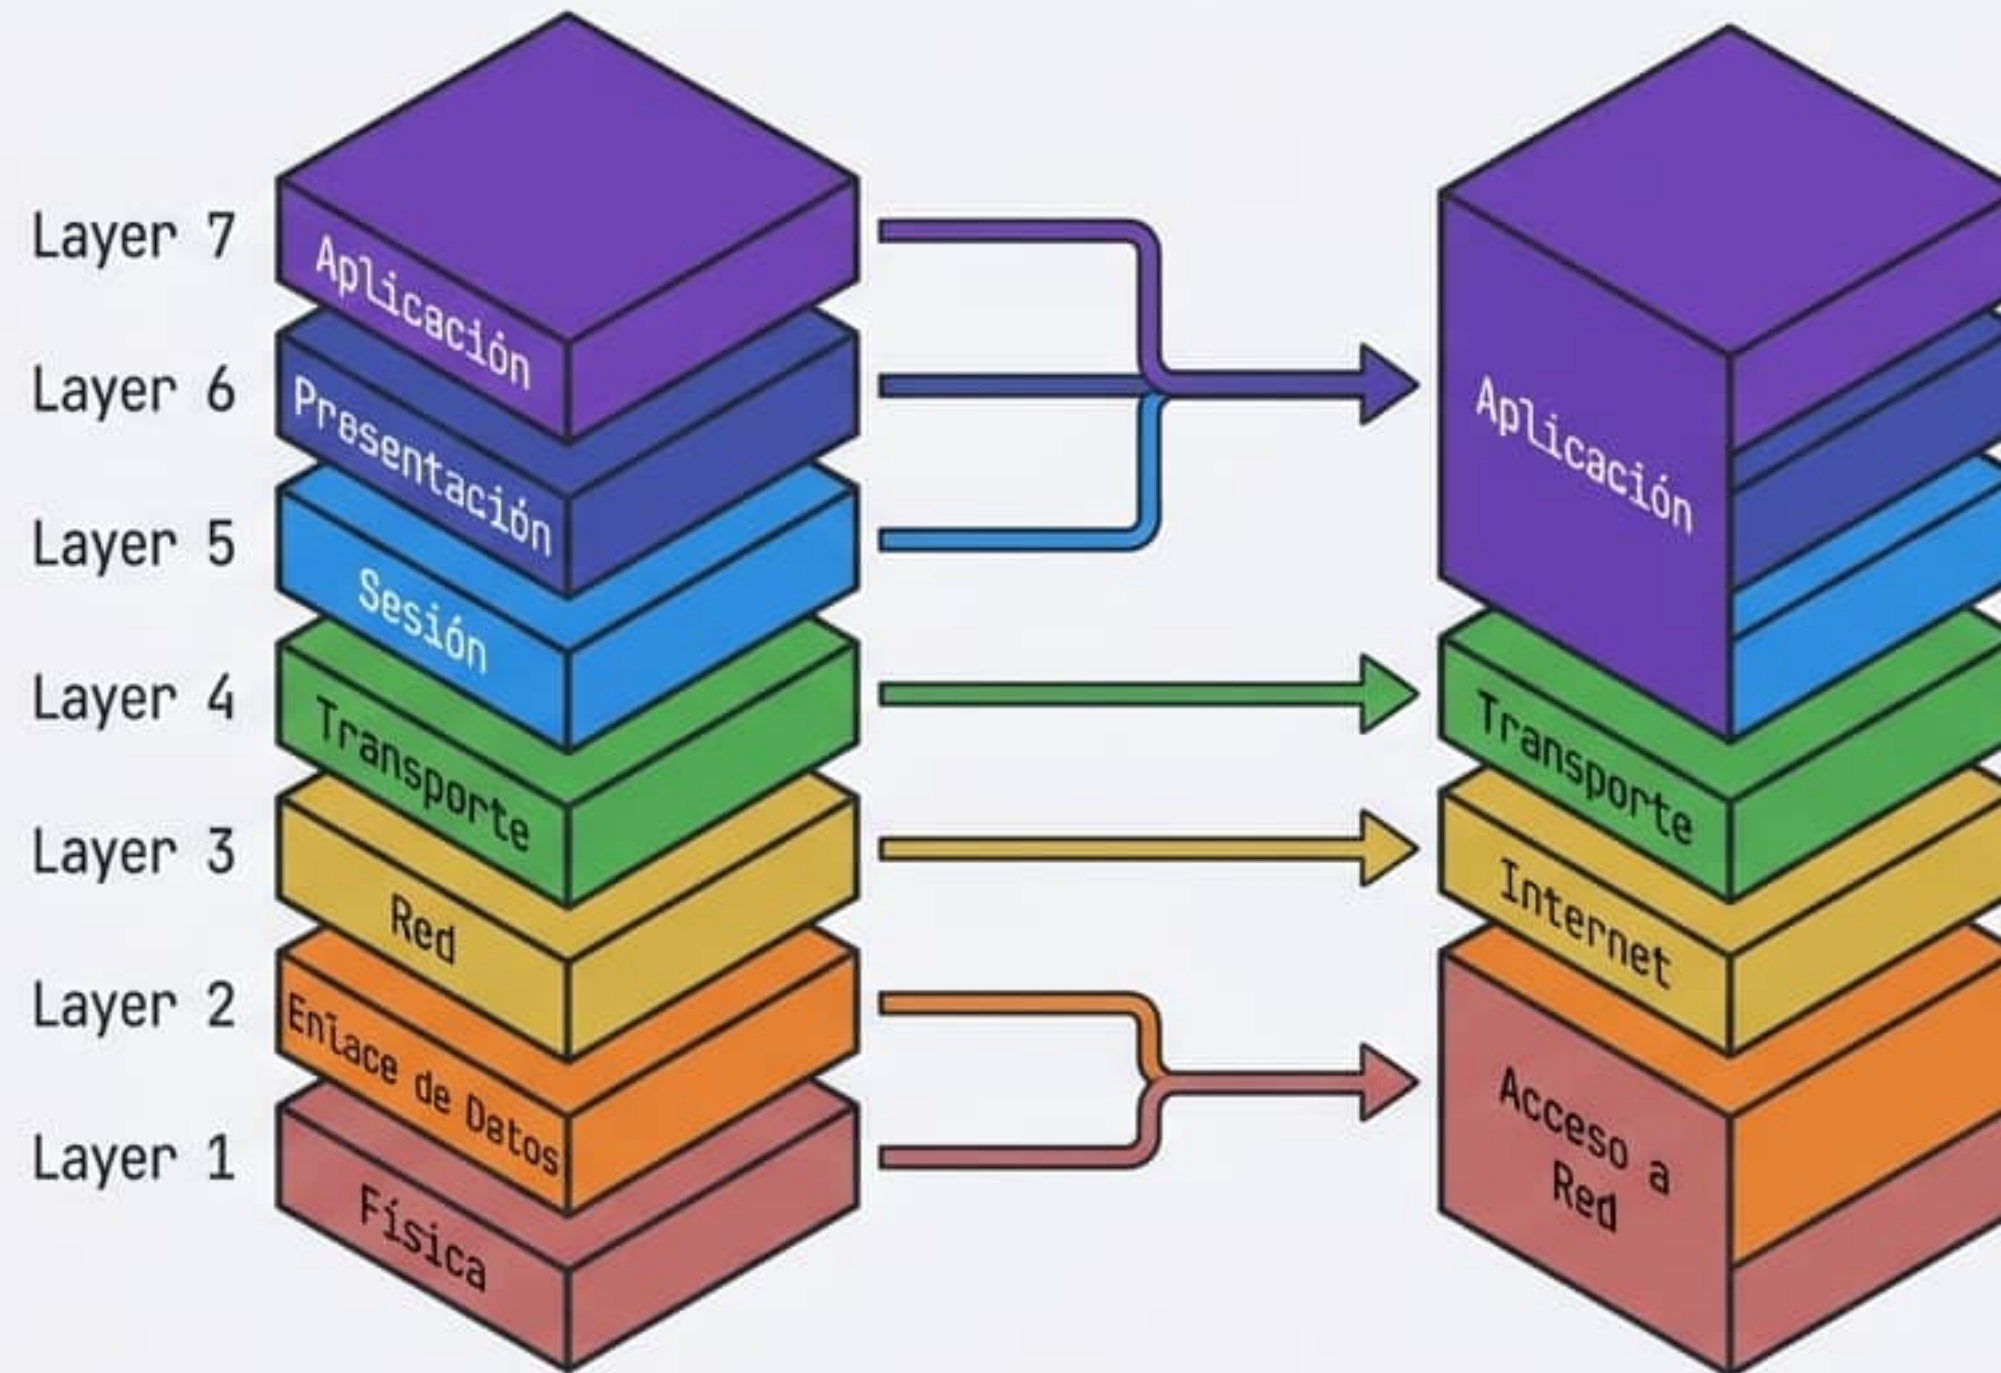 Layer 7
Aplicación
Layer 6
Presentación
Layer 5
Sesión
Layer 4
Transporte
Layer 3
Red
Layer 2
Enlace de Datos
Layer 1
Física
Aplicación
Transporte
Internet
Acceso a
Red